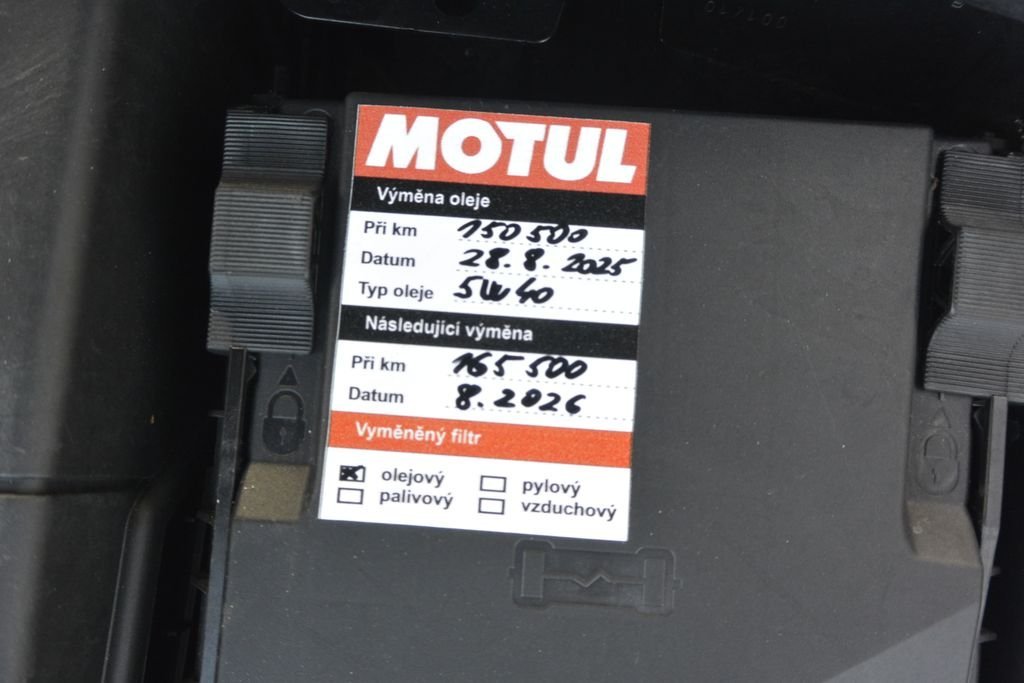 MOTUL
Výměna oleje
Při km 150 500
Datum 28.8.2025
Typ oleje 5W40
Následující výměna
Při km 165 500
Datum 8.2026
Vyměněný filtr
olejový pylový
palivový vzduchový